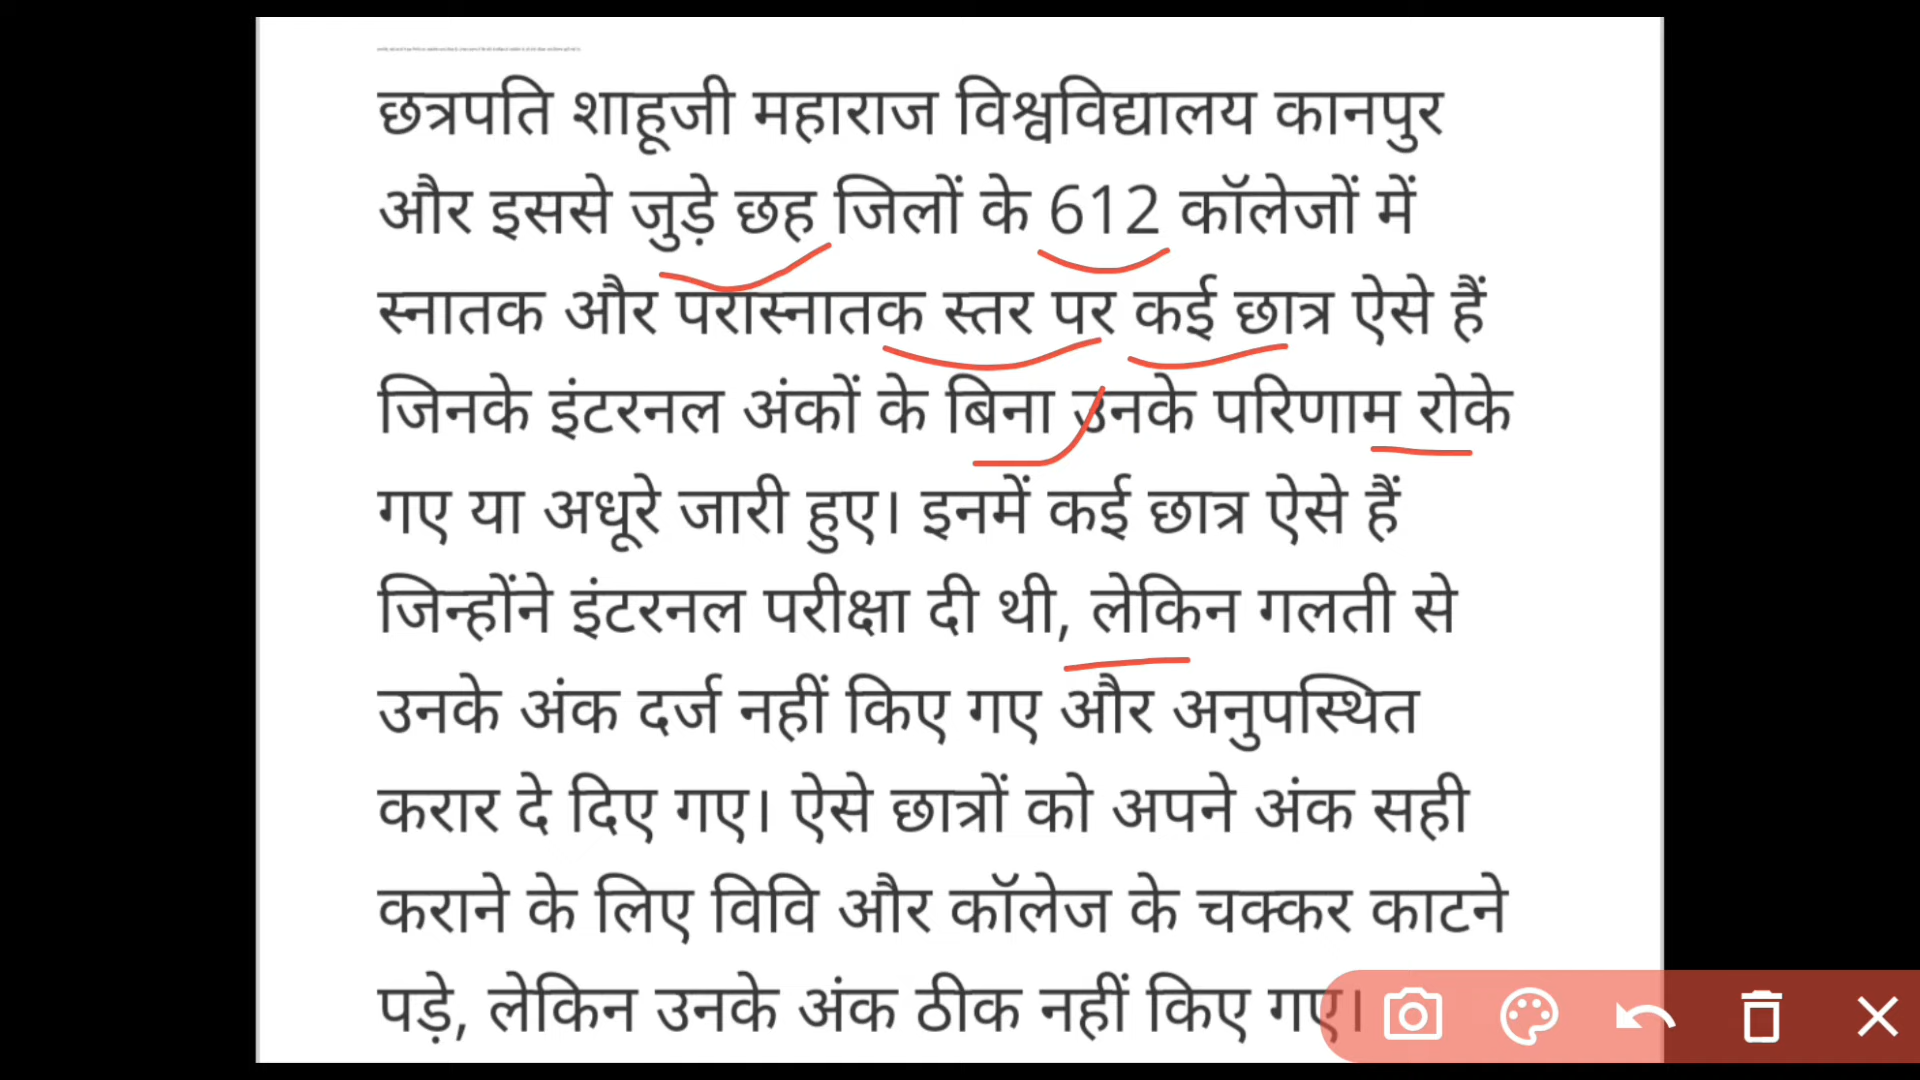 छत्रपति शाहूजी महाराज विश्वविद्यालय कानपुर
और इससे जुड़े छह जिलों के 612 कॉलेजों में
स्नातक और परास्नातक स्तर पर कई छात्र ऐसे हैं
जिनके इंटरनल अंकों के बिना उनके परिणाम रोके
गए या अधूरे जारी हुए। इनमें कई छात्र ऐसे हैं
जिन्होंने इंटरनल परीक्षा दी थी, लेकिन गलती से
उनके अंक दर्ज नहीं किए गए और अनुपस्थित
करार दे दिए गए। ऐसे छात्रों को अपने अंक सही
कराने के लिए विवि और कॉलेज के चक्कर काटने
पड़े, लेकिन उनके अंक ठीक नहीं किए गए।